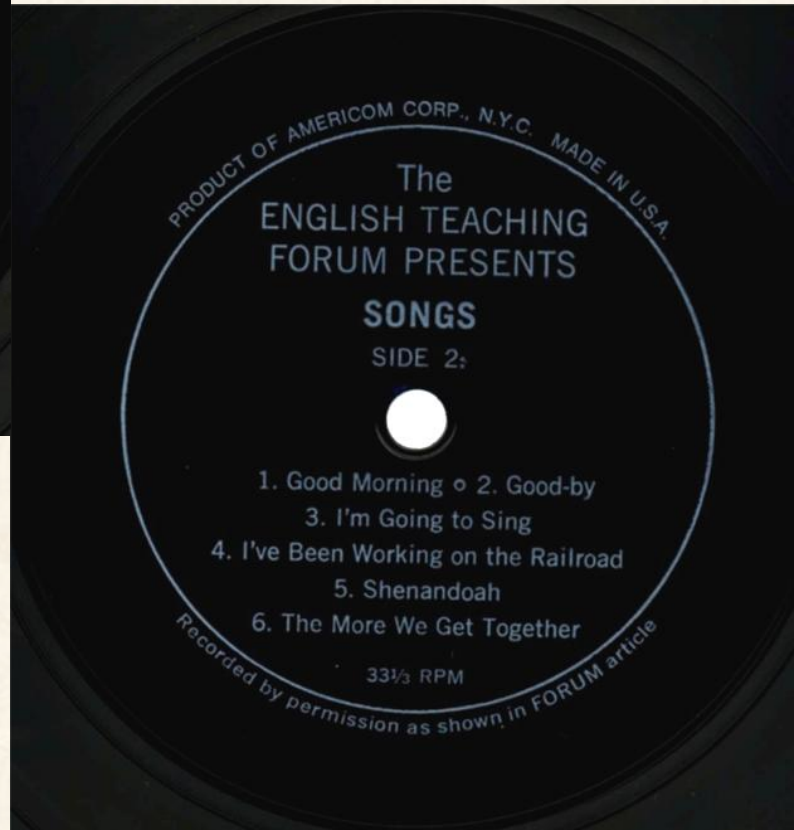 PRODUCT OF AMERICOM CORP., N.Y.C. MADE IN U.S.A.
The
ENGLISH TEACHING
FORUM PRESENTS
SONGS
SIDE 2:
1. Good Morning o 2. Good-by
3. I'm Going to Sing
4. I've Been Working on the Railroad
5. Shenandoah
6. The More We Get Together
33⅓ RPM
Recorded by permission as shown in FORUM article